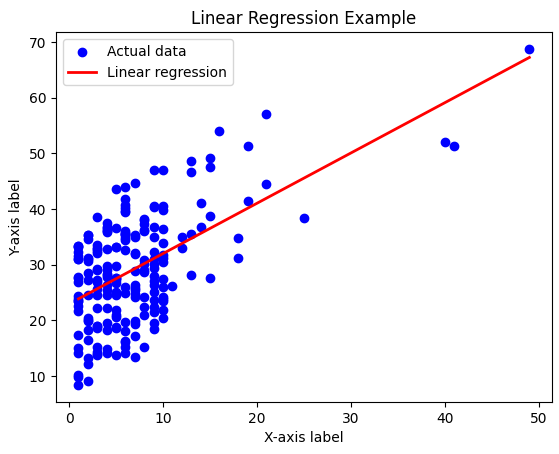 Linear Regression Example
Actual data
Linear regression
70
60
50
40
30
20
10
Y-axis label
0
10
20
30
40
50
X-axis label